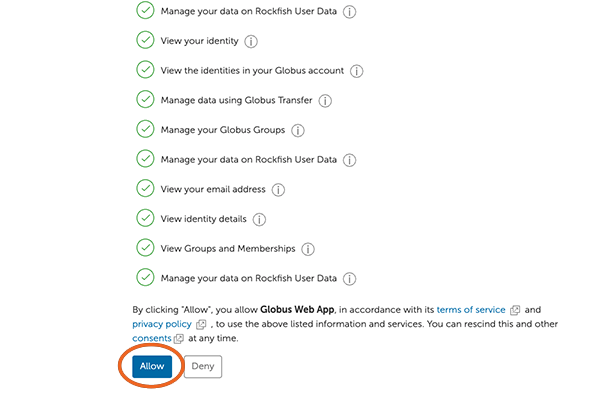 Manage your data on Rockfish User Data
View your identity
View the identities in your Globus account
Manage data using Globus Transfer
Manage your Globus Groups
Manage your data on Rockfish User Data
View your email address
View identity details
View Groups and Memberships
Manage your data on Rockfish User Data
By clicking "Allow", you allow Globus Web App, in accordance with its terms of service and
privacy policy , to use the above listed information and services. You can rescind this and other
consents at any time.
Allow Deny